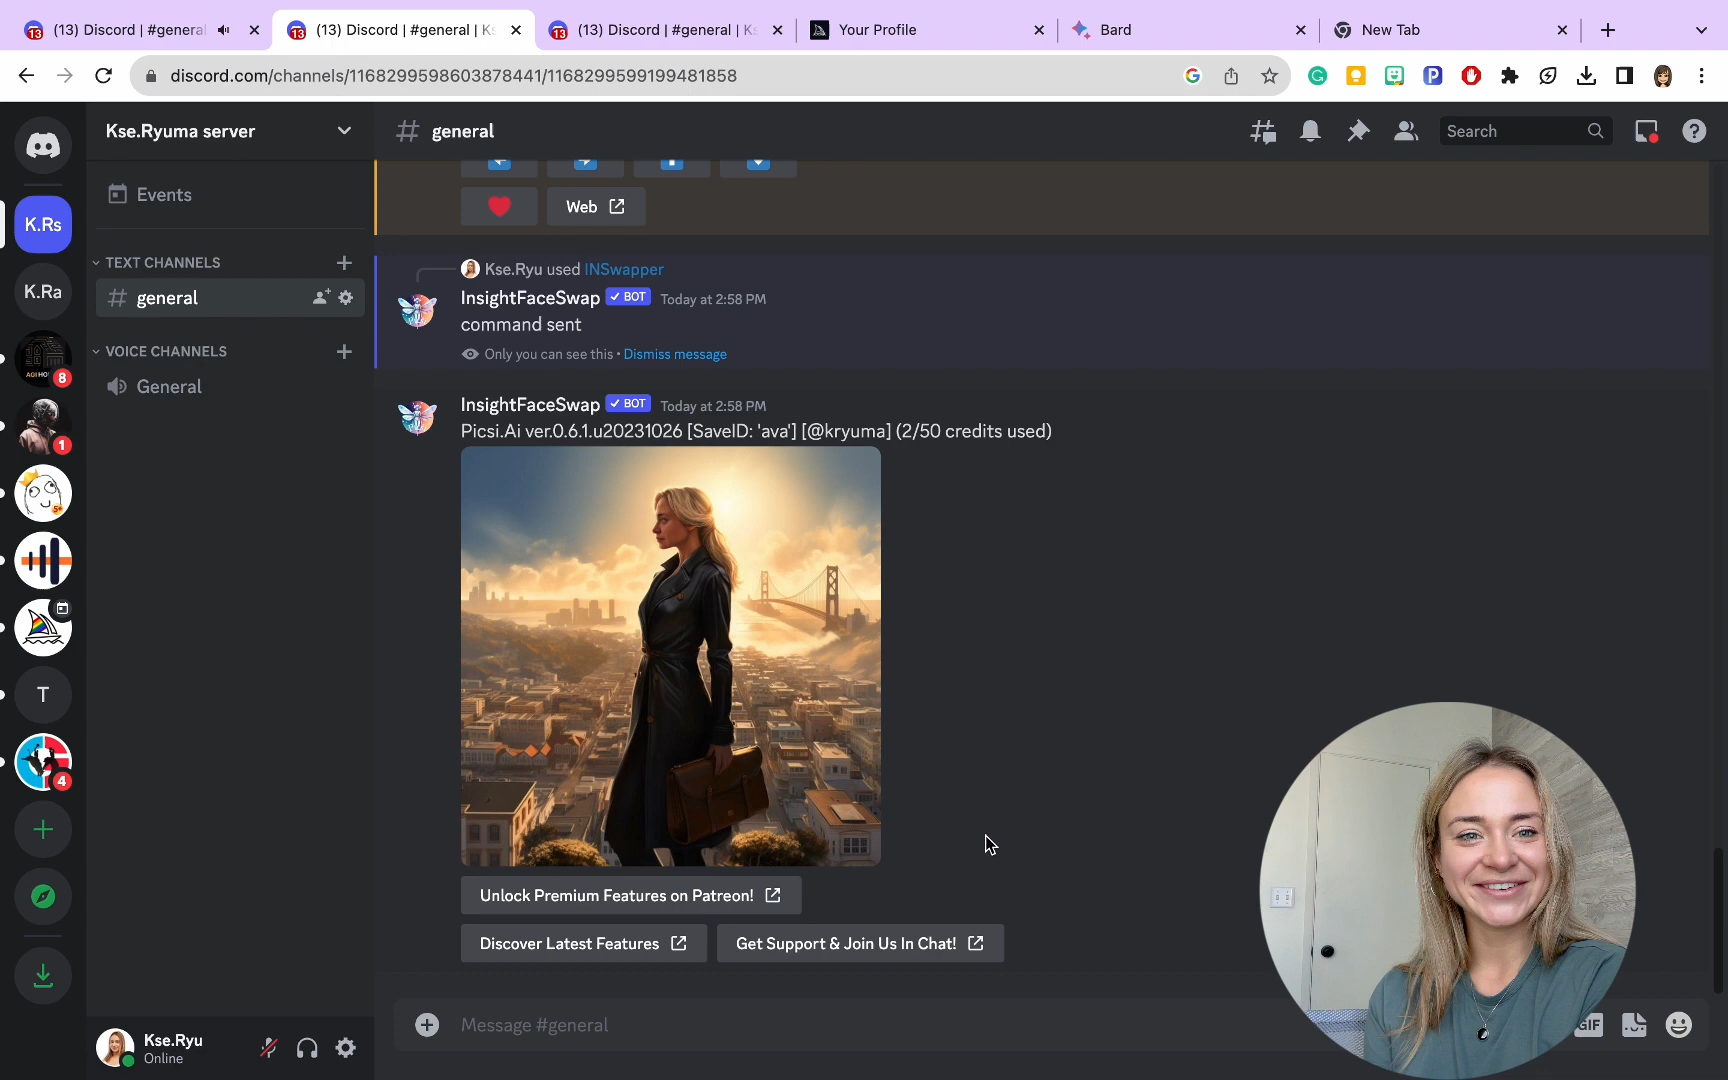 (13) Discord | #general
(13) Discord | #general | Ks
(13) Discord | #general | Ks
Your Profile
Bard
New Tab
discord.com/channels/1168299598603878441/1168299599199481858
Kse.Ryuma server
general
Search
Events
Web
K.Rs
TEXT CHANNELS
Kse.Ryu used INSwapper
K.Ra
general
InsightFaceSwap BOT Today at 2:58 PM
command sent
VOICE CHANNELS
Only you can see this • Dismiss message
8
General
InsightFaceSwap BOT Today at 2:58 PM
Picsi.Ai ver.0.6.1.u20231026 [SaveID: 'ava'] [@kryuma] (2/50 credits used)
1
T
4
Unlock Premium Features on Patreon!
Discover Latest Features
Get Support & Join Us In Chat!
Message #general
GIF
Kse.Ryu
Online